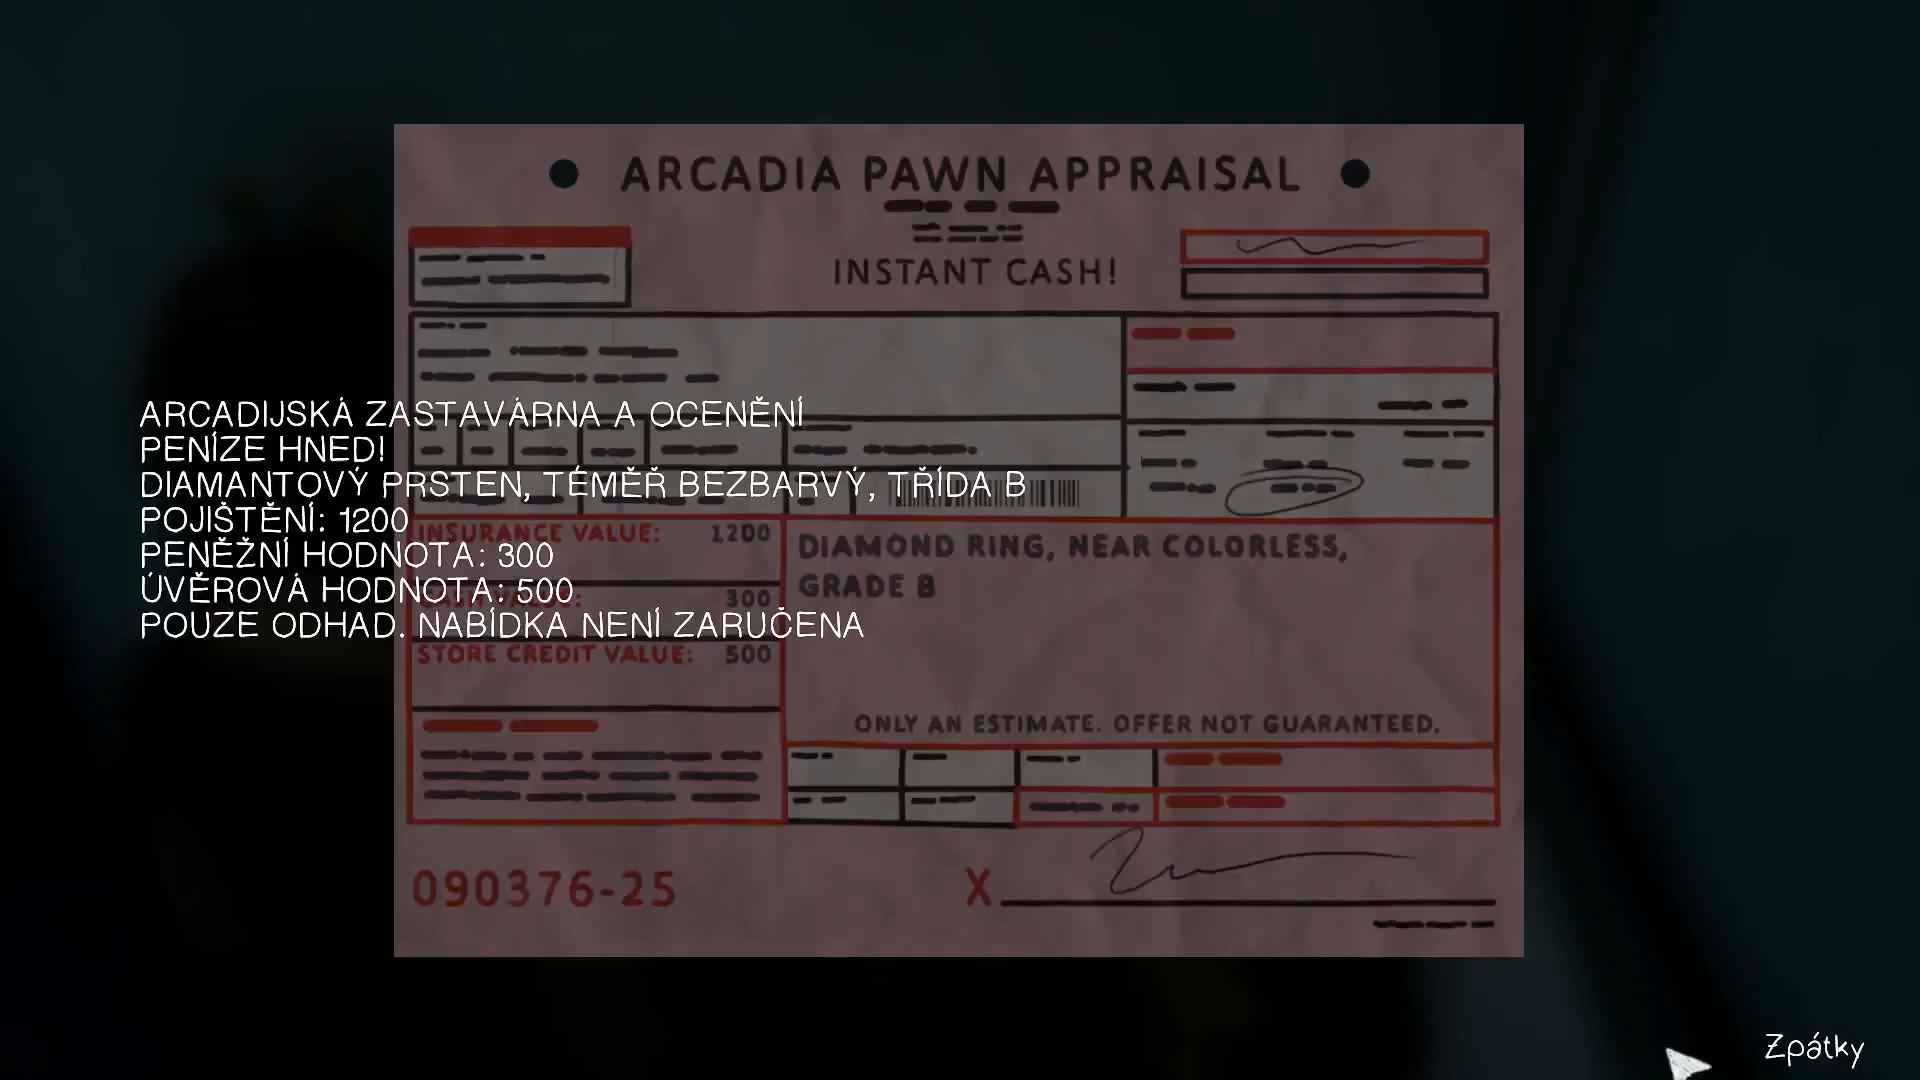 ARCADIA PAWN APPRAISAL
INSTANT CASH!
ARCADIJSKÁ ZASTAVÁRNA A OCENĚNÍ
PENÍZE HNED!
DIAMANTOVÝ PRSTEN, TÉMĚŘ BEZBARVÝ, TŘÍDA B
POJIŠTĚNÍ: 1200
PENĚŽNÍ HODNOTA: 300
ÚVĚROVÁ HODNOTA: 500
POUZE ODHAD. NABÍDKA NENÍ ZARUČENA
INSURANCE VALUE: 1200
CASH VALUE: 300
STORE CREDIT VALUE: 500
DIAMOND RING, NEAR COLORLESS,
GRADE B
ONLY AN ESTIMATE. OFFER NOT GUARANTEED.
090376-25
X
Zpátky